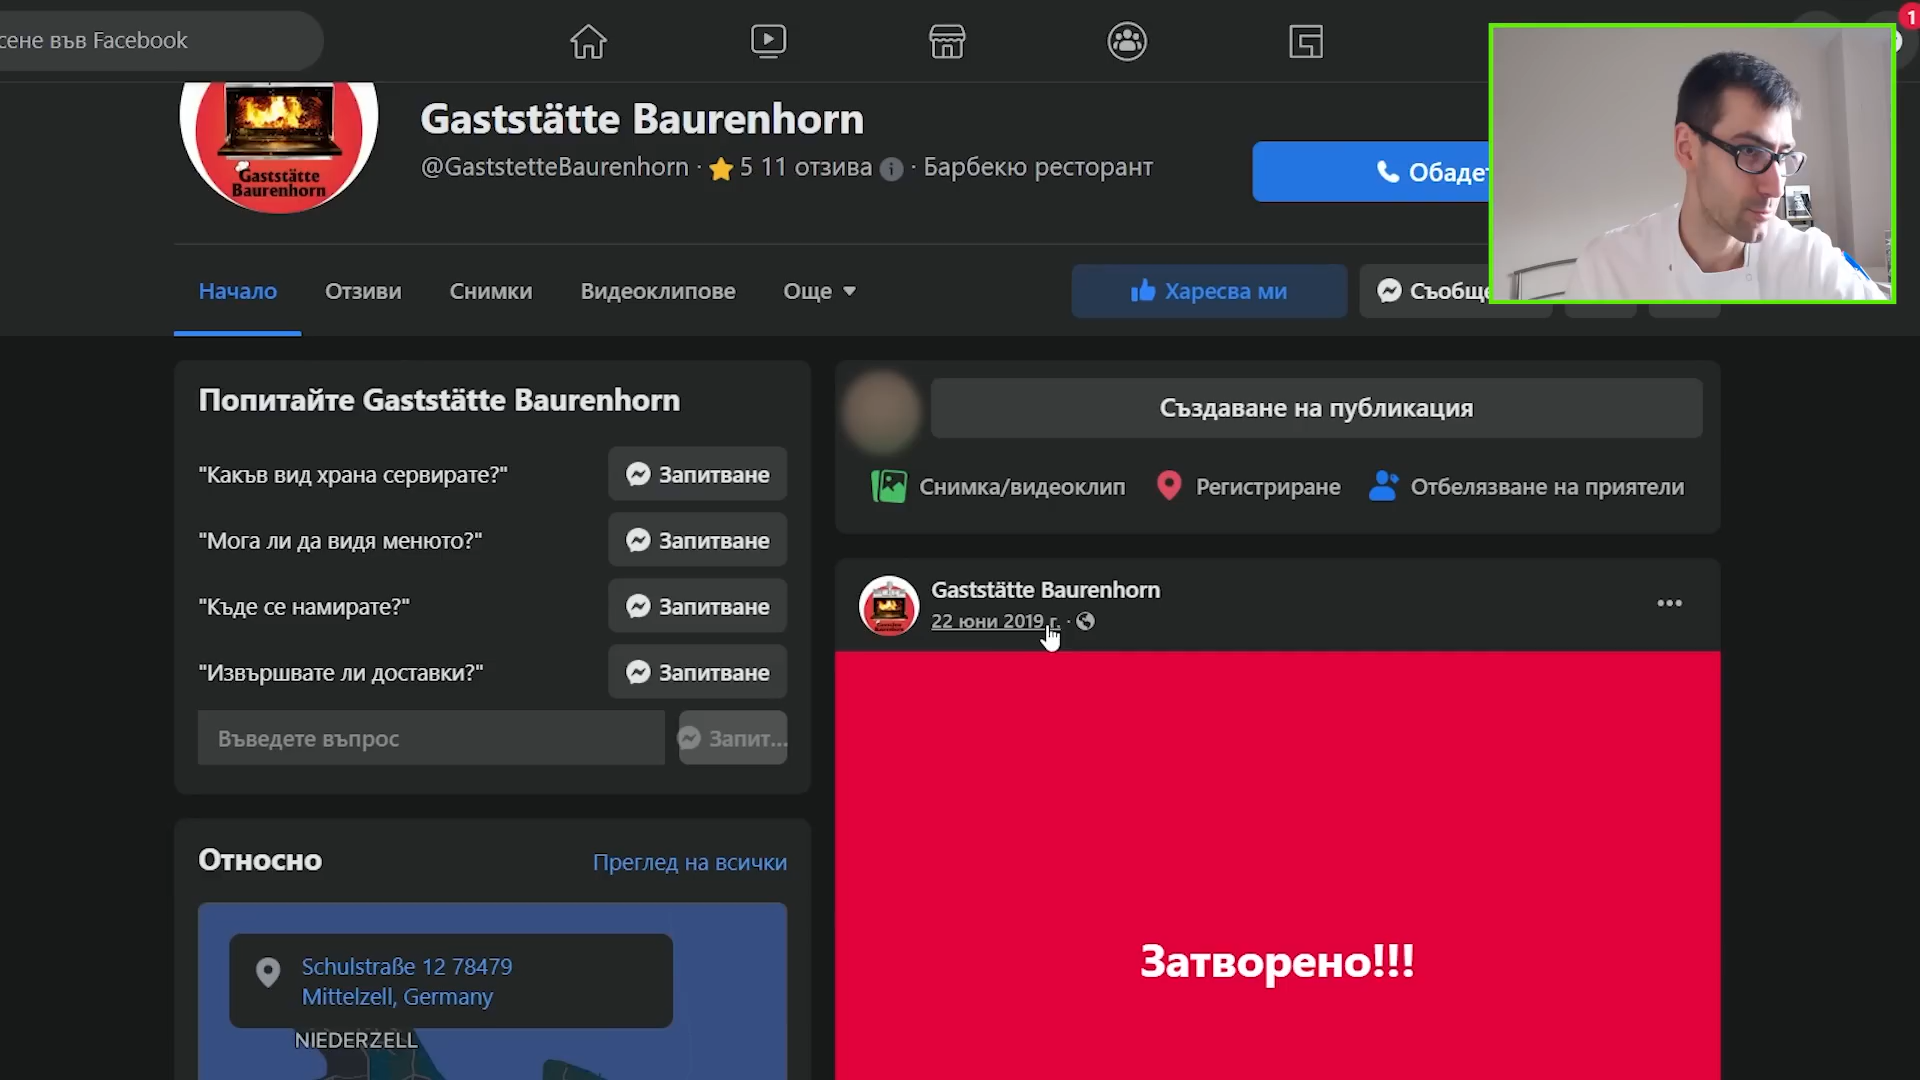 сене във Facebook
1
Gaststätte
Baurenhorn
Gaststätte Baurenhorn
@GaststetteBaurenhorn · 5 11 отзива · Барбекю ресторант
Обадет
Начало
Отзиви
Снимки
Видеоклипове
Още
Харесва ми
Съобще
Попитайте Gaststätte Baurenhorn
"Какъв вид храна сервирате?"
Запитване
"Мога ли да видя менюто?"
Запитване
"Къде се намирате?"
Запитване
"Извършвате ли доставки?"
Запитване
Въведете въпрос
Запит...
Относно
Преглед на всички
Schulstraße 12 78479
Mittelzell, Germany
NIEDERZELL
Създаване на публикация
Снимка/видеоклип
Регистриране
Отбелязване на приятели
Gaststätte Baurenhorn
22 юни 2019 г. ·
Затворено!!!